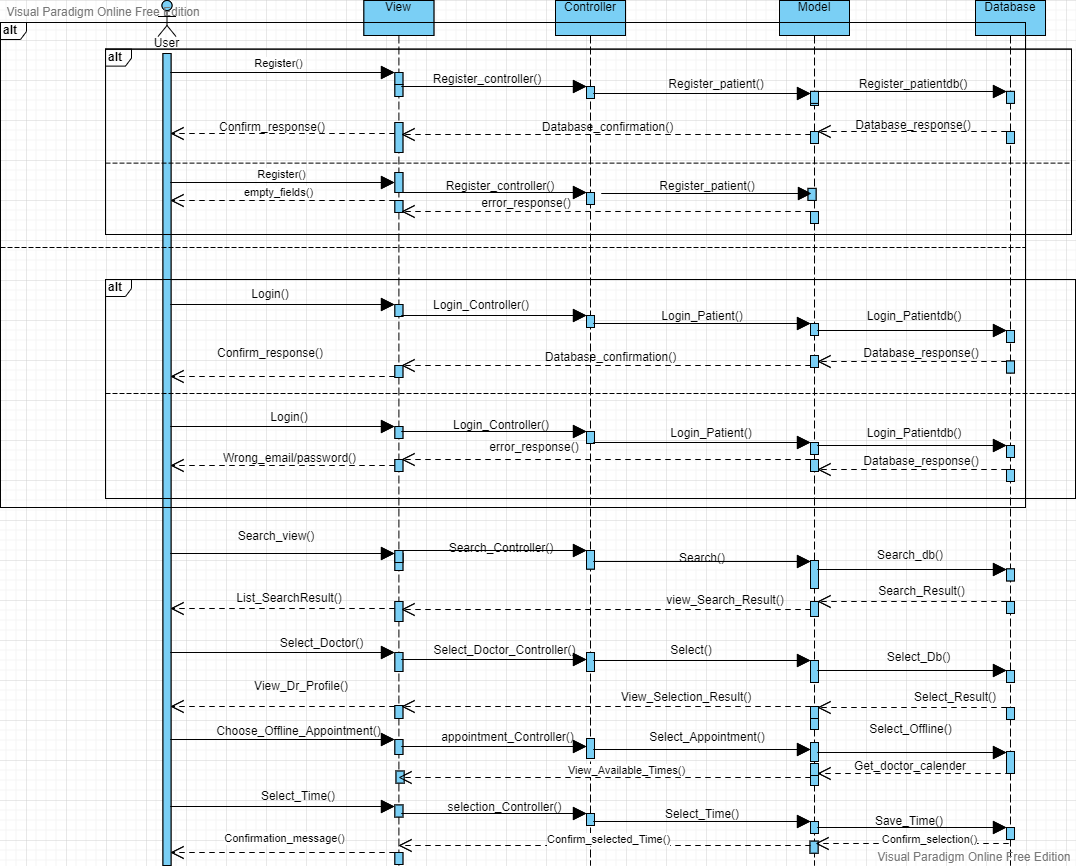 Visual Paradigm Online Free Edition
View
Controller
Model
Database
alt
User
alt
Register()
Register_controller()
Register_patient()
Register_patientdb()
Confirm_response()
Database_confirmation()
Database_response()
Register()
Register_controller()
Register_patient()
empty_fields()
error_response()
alt
Login()
Login_Controller()
Login_Patient()
Login_Patientdb()
Confirm_response()
Database_confirmation()
Database_response()
Login()
Login_Controller()
Login_Patient()
Login_Patientdb()
error_response()
Wrong_email/password()
Database_response()
Search_view()
Search_Controller()
Search()
Search_db()
List_SearchResult()
view_Search_Result()
Search_Result()
Select_Doctor()
Select_Doctor_Controller()
Select()
Select_Db()
View_Dr_Profile()
View_Selection_Result()
Select_Result()
Choose_Offline_Appointment()
appointment_Controller()
Select_Appointment()
Select_Offline()
View_Available_Times()
Get_doctor_calender
Select_Time()
selection_Controller()
Select_Time()
Save_Time()
Confirmation_message()
Confirm_selected_Time()
Confirm_selection()
Visual Paradigm Online Free Edition